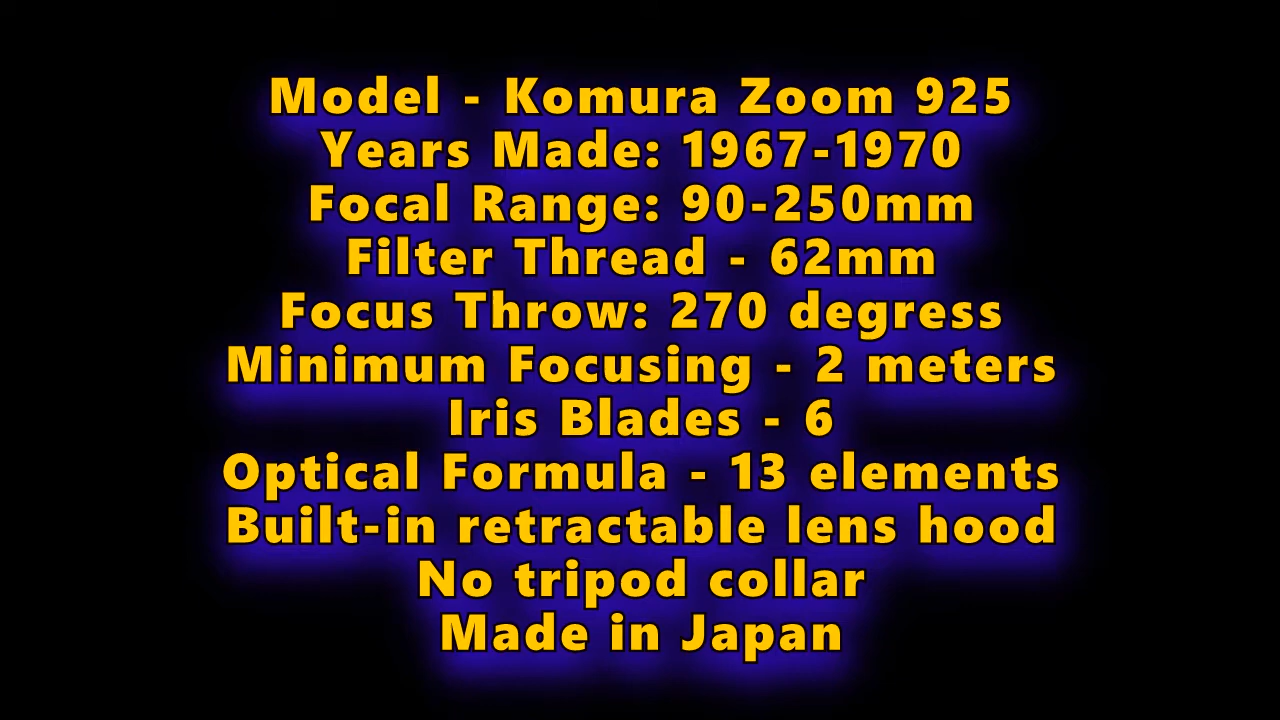 Model - Komura Zoom 925
Years Made: 1967-1970
Focal Range: 90-250mm
Filter Thread - 62mm
Focus Throw: 270 degress
Minimum Focusing - 2 meters
Iris Blades - 6
Optical Formula - 13 elements
Built-in retractable lens hood
No tripod collar
Made in Japan